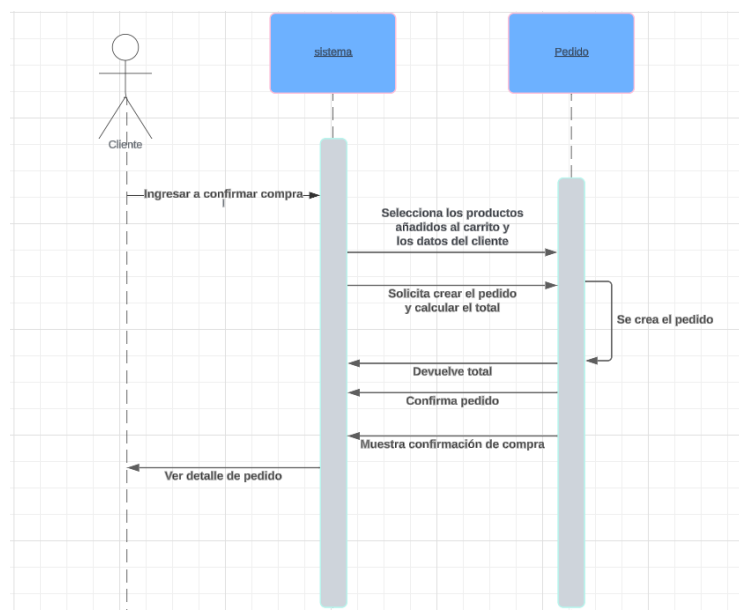 sistema
Pedido
Cliente
Ingresar a confirmar compra
Selecciona los productos
añadidos al carrito y
los datos del cliente
Solicita crear el pedido
y calcular el total
Se crea el pedido
Devuelve total
Confirma pedido
Muestra confirmación de compra
Ver detalle de pedido